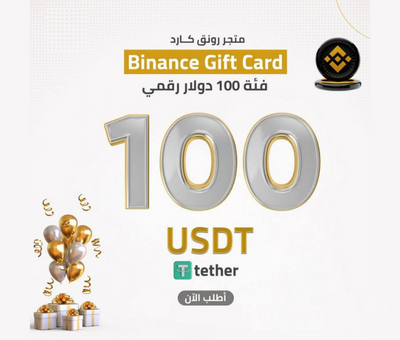 متجر رونق كارد
Binance Gift Card
فئة 100 دولار رقمي
100
USDT
tether
أطلب الآن